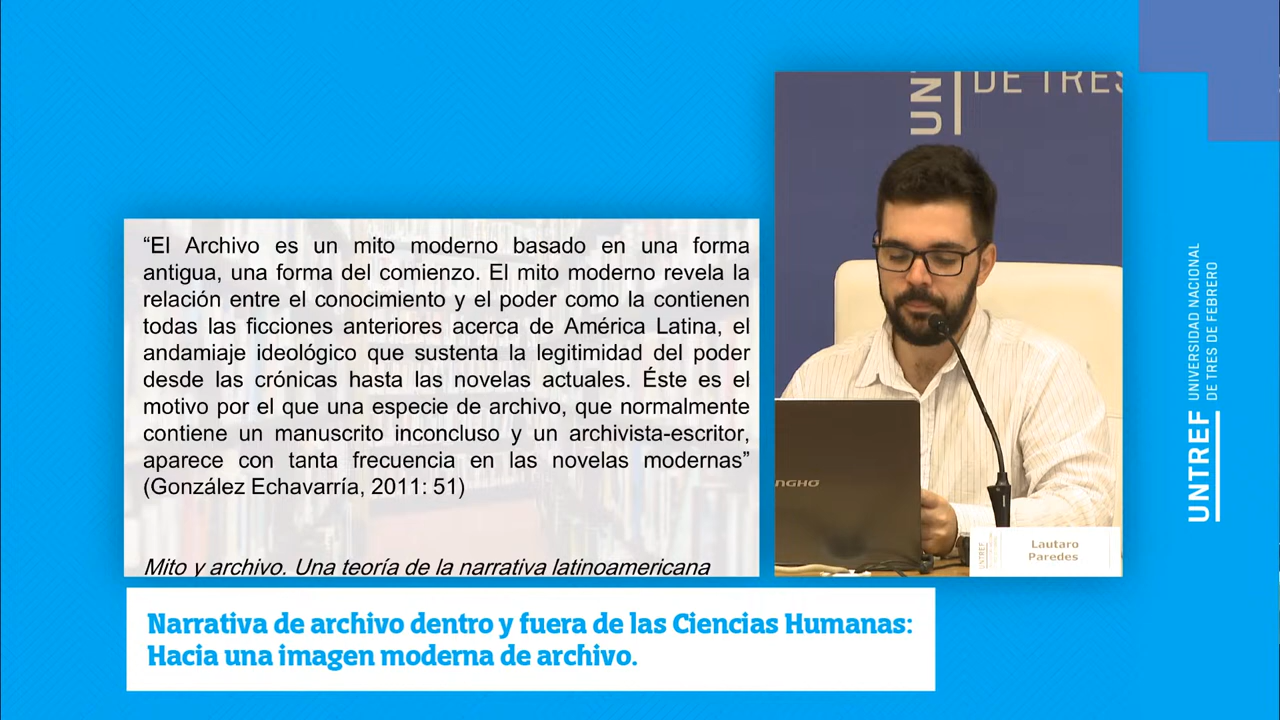 “El Archivo es un mito moderno basado en una forma
antigua, una forma del comienzo. El mito moderno revela la
relación entre el conocimiento y el poder como la contienen
todas las ficciones anteriores acerca de América Latina, el
andamiaje ideológico que sustenta la legitimidad del poder
desde las crónicas hasta las novelas actuales. Éste es el
motivo por el que una especie de archivo, que normalmente
contiene un manuscrito inconcluso y un archivista-escritor,
aparece con tanta frecuencia en las novelas modernas”
(González Echavarría, 2011: 51)
Mito y archivo. Una teoría de la narrativa latinoamericana
UN
DE TRES
NGHO
UNTREF
Lautaro
Paredes
Narrativa de archivo dentro y fuera de las Ciencias Humanas:
Hacia una imagen moderna de archivo.
UNTREF
UNIVERSIDAD NACIONAL
DE TRES DE FEBRERO